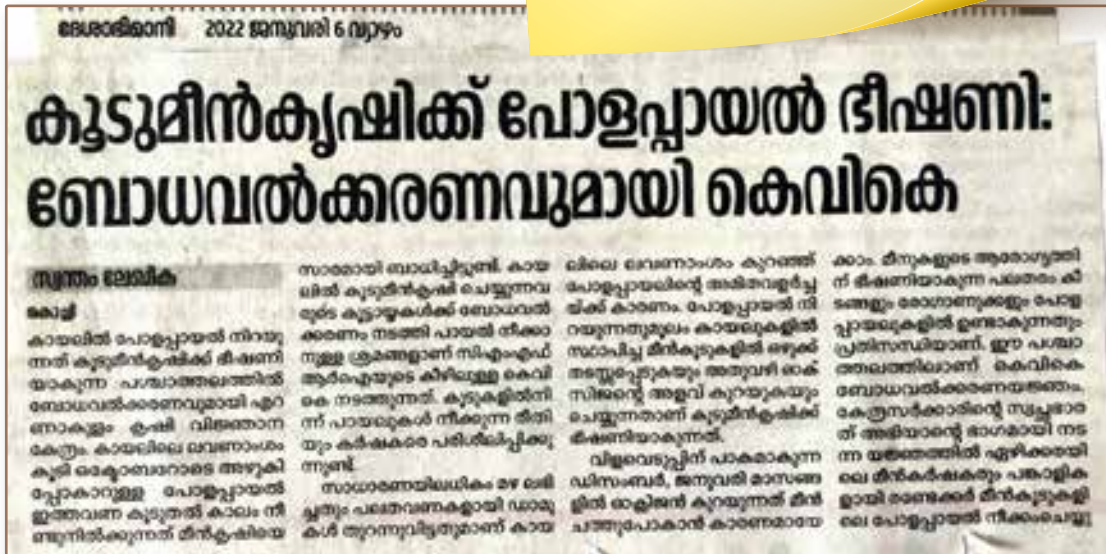 ദേശാഭിമാനി 2022 ജനുവരി 6 വ്യാഴം
കൂടുമീൻകൃഷിക്ക് പോളപ്പായൽ ഭീഷണി:
ബോധവൽക്കരണവുമായി കെവികെ
സ്വന്തം ലേഖിക
കൊച്ചി
കായലിൽ പോളപ്പായൽ നിറയു
ന്നത് കൂടുമീൻകൃഷിക്ക് ഭീഷണി
യാകുന്ന പശ്ചാത്തലത്തിൽ
ബോധവൽക്കരണവുമായി എറ
ണാകുളം കൃഷി വിജ്ഞാന
കേന്ദ്രം. കായലിലെ ലവണാംശം
കൂടി ഒക്ടോബറോടെ അഴുകി
പ്പോകാറുള്ള പോളപ്പായൽ
ഇത്തവണ കൂടുതൽ കാലം നീ
ണ്ടുനിൽക്കുന്നത് മീൻകൃഷിയെ
സാരമായി ബാധിച്ചിട്ടുണ്ട്. കായ
ലിൽ കൂടുമീൻകൃഷി ചെയ്യുന്നവ
രുടെ കൂട്ടായ്മകൾക്ക് ബോധവൽ
ക്കരണം നടത്തി പായൽ നീക്കാ
നുള്ള ശ്രമങ്ങളാണ് സിഎംഎഫ്
ആർഐയുടെ കീഴിലുള്ള കെവി
കെ നടത്തുന്നത്. കൂടുകളിൽനി
ന്ന് പായലുകൾ നീക്കുന്ന രീതി
യും കർഷകരെ പരിശീലിപ്പിക്കു
ന്നുണ്ട്.
സാധാരണയിലധികം മഴ ലഭി
ച്ചതും പലതവണകളായി ഡാമു
കൾ തുറന്നുവിട്ടതുമാണ് കായ
ലിലെ ലവണാംശം കുറഞ്ഞ്
പോളപ്പായലിന്റെ അമിതവളർച്ച
യ്ക്ക് കാരണം. പോളപ്പായൽ നി
റയുന്നതുമൂലം കായലുകളിൽ
സ്ഥാപിച്ച മീൻകൂടുകളിൽ ഒഴുക്ക്
തടസ്സപ്പെടുകയും അതുവഴി ഓക്
സിജന്റെ അളവ് കുറയുകയും
ചെയ്യുന്നതാണ് കൂടുമീൻകൃഷിക്ക്
ഭീഷണിയാകുന്നത്.
വിളവെടുപ്പിന് പാകമാകുന്ന
ഡിസംബർ, ജനുവരി മാസങ്ങ
ളിൽ ഓക്സിജൻ കുറയുന്നത് മീൻ
ചത്തുപോകാൻ കാരണമായേ
ക്കാം. മീനുകളുടെ ആരോഗ്യത്തി
ന് ഭീഷണിയാകുന്ന പലതരം കീ
ടങ്ങളും രോഗാണുക്കളും പോള
പ്പായലുകളിൽ ഉണ്ടാകുന്നതും
പ്രതിസന്ധിയാണ്. ഈ പശ്ചാ
ത്തലത്തിലാണ് കെവികെ
ബോധവൽക്കരണയജ്ഞം.
കേന്ദ്രസർക്കാരിന്റെ സ്വച്ഛഭാര
ത് അഭിയാന്റെ ഭാഗമായി നട
ന്ന യജ്ഞത്തിൽ ഏഴിക്കരയി
ലെ മീൻകർഷകരും പങ്കാളിക
ളായി രണ്ടേക്കർ മീൻകൂടുകളി
ലെ പോളപ്പായൽ നീക്കംചെയ്തു